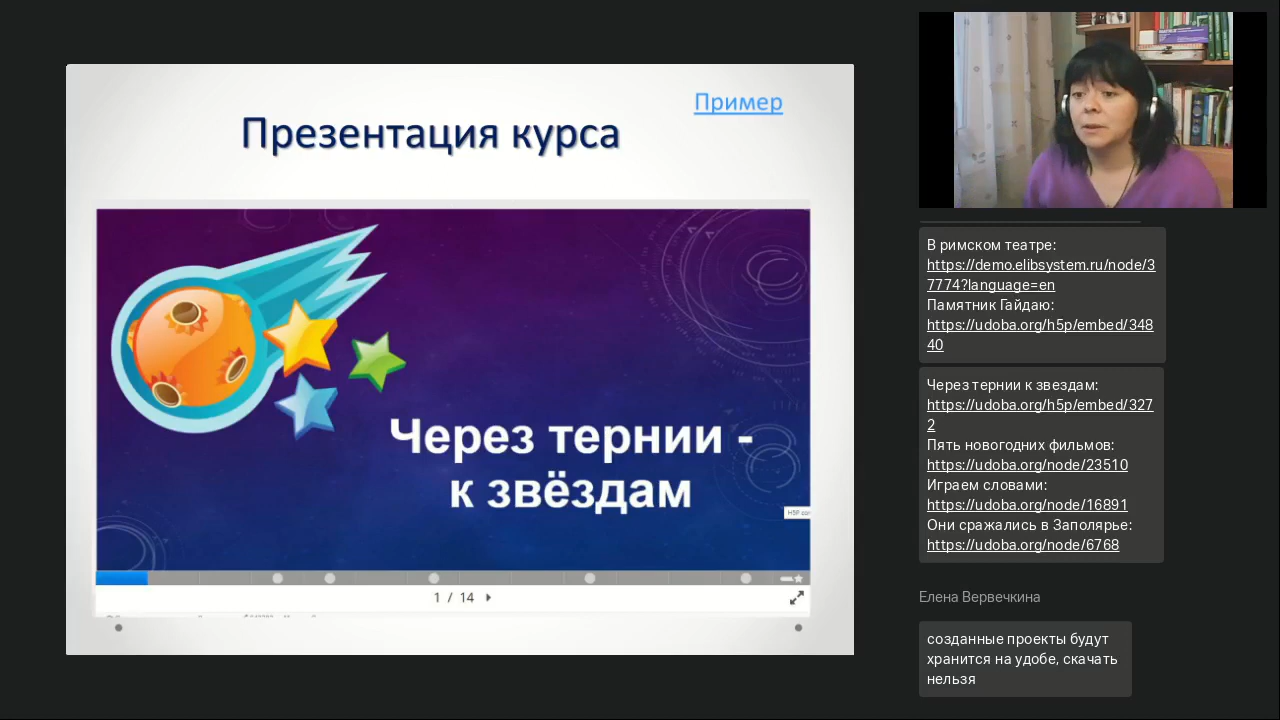 Пример
Презентация курса
Через тернии -
к звёздам
1 / 14
В римском театре:
https://demo.elibsystem.ru/node/3
7774?language=en
Памятник Гайдаю:
https://udoba.org/h5p/embed/348
40
Через тернии к звездам:
https://udoba.org/h5p/embed/327
2
Пять новогодних фильмов:
https://udoba.org/node/23510
Играем словами:
https://udoba.org/node/16891
Они сражались в Заполярье:
https://udoba.org/node/6768
Елена Вервечкина
созданные проекты будут
хранится на удобе, скачать
нельзя